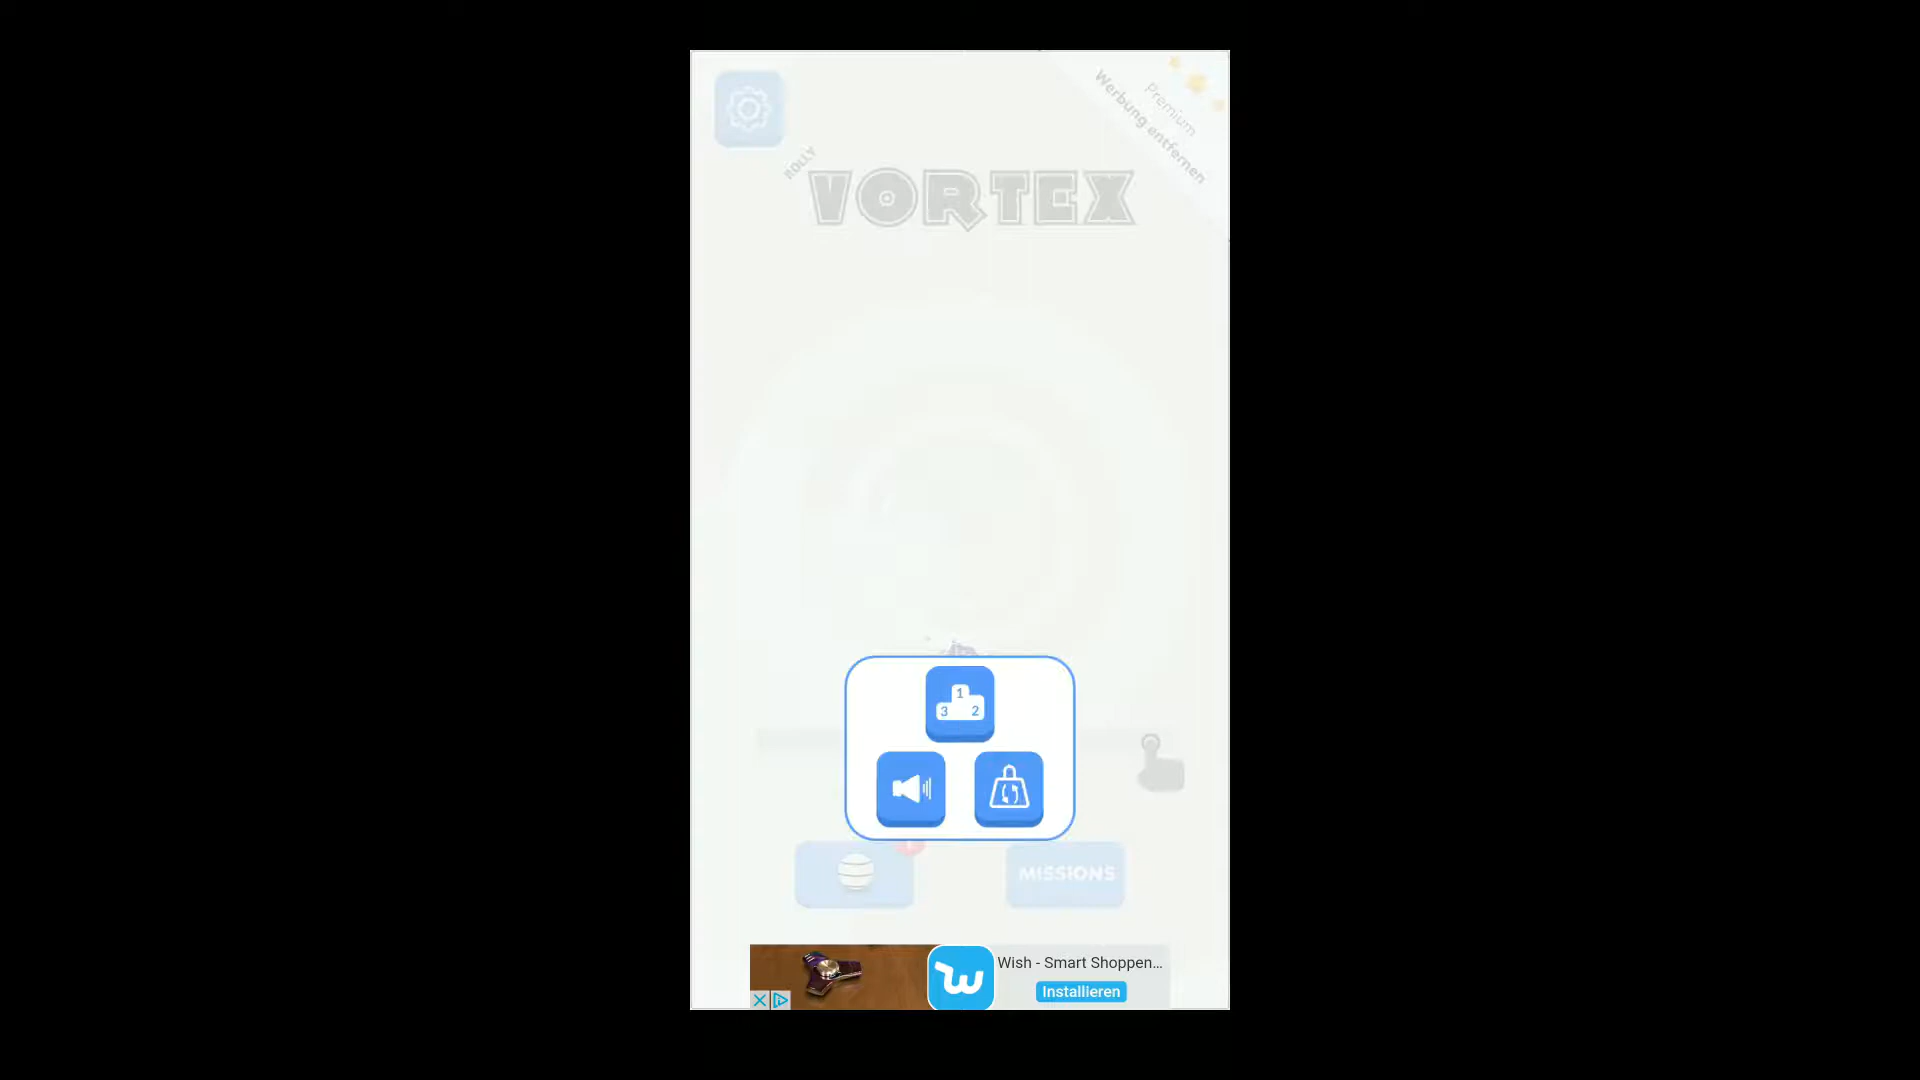 Premium
Werbung entfernen
ROLLY
VORTEX
1
3 2
MISSIONS
Wish - Smart Shoppen...
Installieren